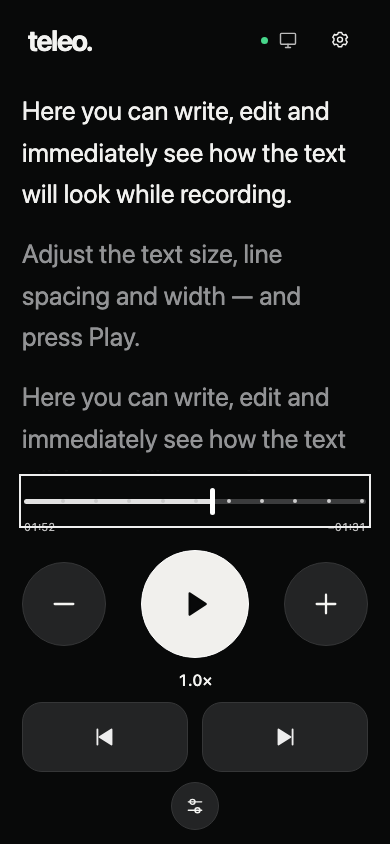 teleo.
Here you can write, edit and
immediately see how the text
will look while recording.
Adjust the text size, line
spacing and width — and
press Play.
Here you can write, edit and
immediately see how the text
01:52
-01:31
1.0×